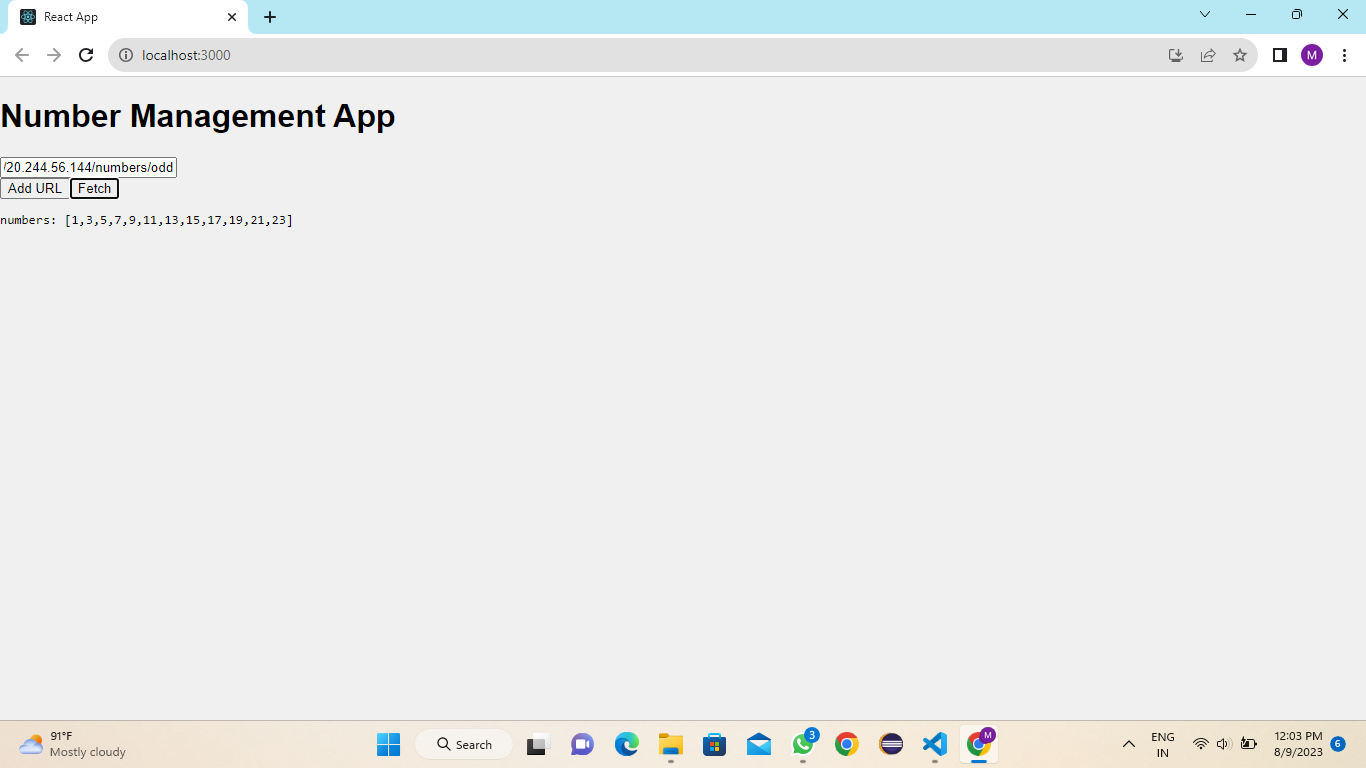 React App
localhost:3000
M
Number Management App
/20.244.56.144/numbers/odd
Add URL Fetch
numbers: [1,3,5,7,9,11,13,15,17,19,21,23]
91°F
Mostly cloudy
Search
3
M
ENG
IN
12:03 PM
8/9/2023
6